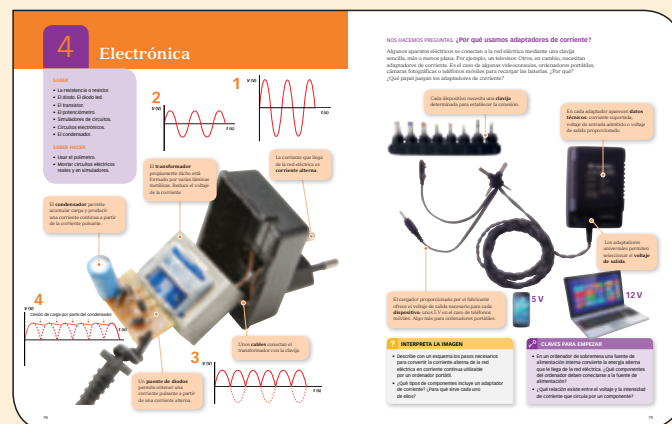 4
Electrónica
SABER
• La resistencia o resistor.
• El diodo. El diodo led.
• El transistor.
• El potenciómetro.
• Simuladores de circuitos.
• Circuitos electrónicos.
• El condensador.
SABER HACER
• Usar el polímetro.
• Montar circuitos eléctricos
reales y en simuladores.
2
V (V)
t (s)
1
V (V)
t (s)
El transformador
propiamente dicho está
formado por varias láminas
metálicas. Reduce el voltaje
de la corriente.
La corriente que llega
de la red eléctrica es
corriente alterna.
El condensador permite
acumular carga y producir
una corriente continua a partir
de la corriente pulsante.
4
V (V)
Cesión de carga por parte del condensador
t (s)
3
V (V)
t (s)
Unos cables conectan el
transformador con la clavija.
Un puente de diodos
permite obtener una
corriente pulsante a partir
de una corriente alterna.
78
NOS HACEMOS PREGUNTAS. ¿Por qué usamos adaptadores de corriente?
Algunos aparatos eléctricos se conectan a la red eléctrica mediante una clavija
sencilla, más o menos plana. Por ejemplo, un televisor. Otros, en cambio, necesitan
adaptadores de corriente. Es el caso de algunas videoconsolas, ordenadores portátiles,
cámaras fotográficas o teléfonos móviles para recargar las baterías. ¿Por qué?
¿Qué papel juegan los adaptadores de corriente?
Cada dispositivo necesita una clavija
determinada para establecer la conexión.
En cada adaptador aparecen datos
técnicos: corriente soportada,
voltaje de entrada admitido o voltaje
de salida proporcionado.
Los adaptadores
universales permiten
seleccionar el voltaje
de salida.
El cargador proporcionado por el fabricante
ofrece el voltaje de salida necesario para cada
dispositivo: unos 5 V en el caso de teléfonos
móviles. Algo más para ordenadores portátiles.
5 V
12 V
? INTERPRETA LA IMAGEN
• Describe con un esquema los pasos necesarios
para convertir la corriente alterna de la red
eléctrica en corriente continua utilizable
por un ordenador portátil.
• ¿Qué tipos de componentes incluye un adaptador
de corriente? ¿Para qué sirve cada uno
de ellos?
CLAVES PARA EMPEZAR
• En un ordenador de sobremesa una fuente de
alimentación interna convierte la energía alterna
que le llega de la red eléctrica. ¿Qué componentes
del ordenador deben conectarse a la fuente de
alimentación?
• ¿Qué relación existe entre el voltaje y la intensidad
de corriente que circula por un componente?
79